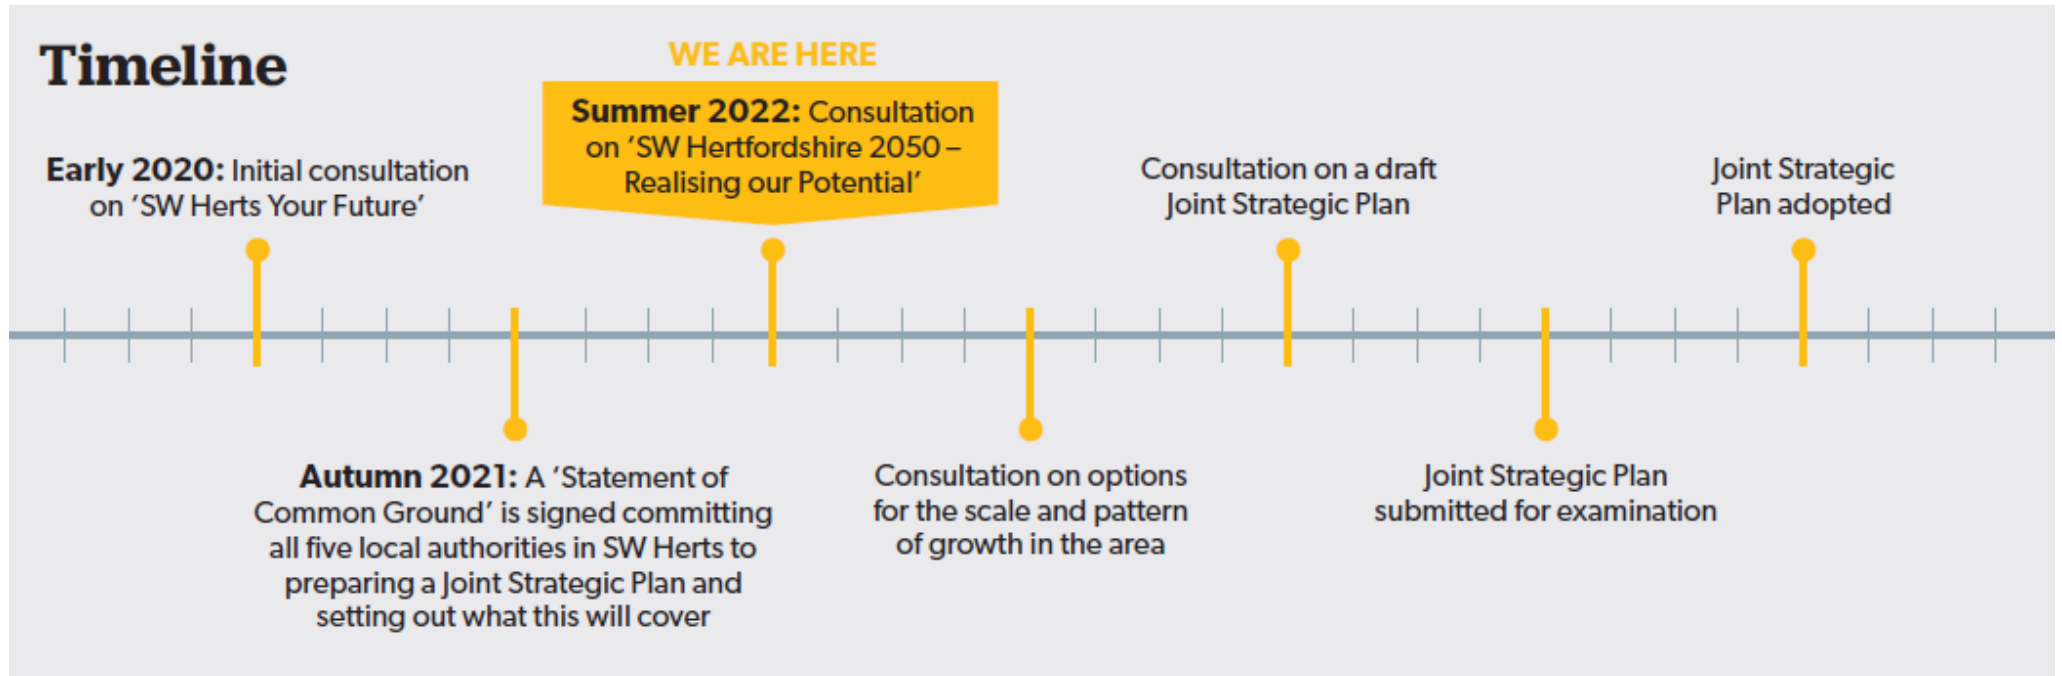 Timeline
Early 2020: Initial consultation
on ‘SW Herts Your Future’
WE ARE HERE
Summer 2022: Consultation
on ‘SW Hertfordshire 2050 –
Realising our Potential’
Consultation on a draft
Joint Strategic Plan
Joint Strategic
Plan adopted
Autumn 2021: A ‘Statement of
Common Ground’ is signed committing
all five local authorities in SW Herts to
preparing a Joint Strategic Plan and
setting out what this will cover
Consultation on options
for the scale and pattern
of growth in the area
Joint Strategic Plan
submitted for examination